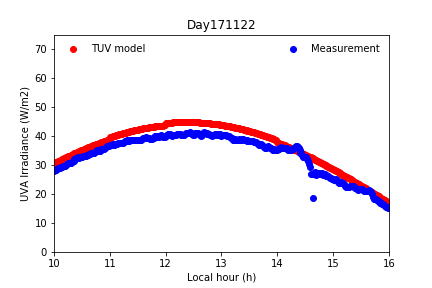 Day171122
TUV model
Measurement
UVA Irradiance (W/m2)
70
60
50
40
30
20
10
0
10 11 12 13 14 15 16
Local hour (h)